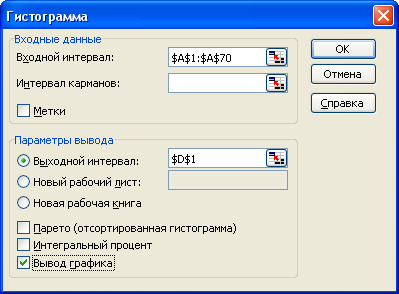 Гистограмма
Входные данные
Входной интервал: $A$1:$A$70
Интервал карманов:
Метки
OK
Отмена
Справка
Параметры вывода
Выходной интервал: $D$1
Новый рабочий лист:
Новая рабочая книга
Парето (отсортированная гистограмма)
Интегральный процент
Вывод графика